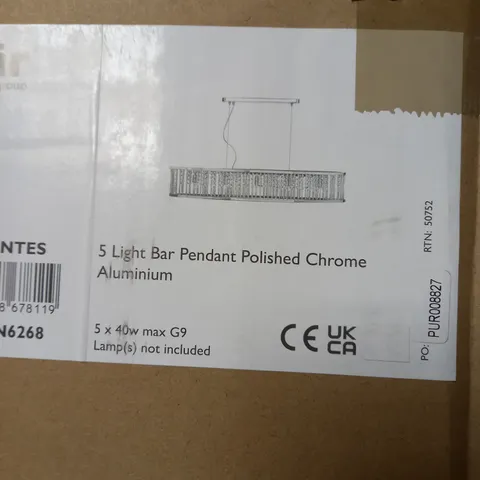 NTES
8 678119
N6268
5 Light Bar Pendant Polished Chrome
Aluminium
5 x 40w max G9
Lamp(s) not included
CE UK
CA
PO: PUR008827
RTN: 50752